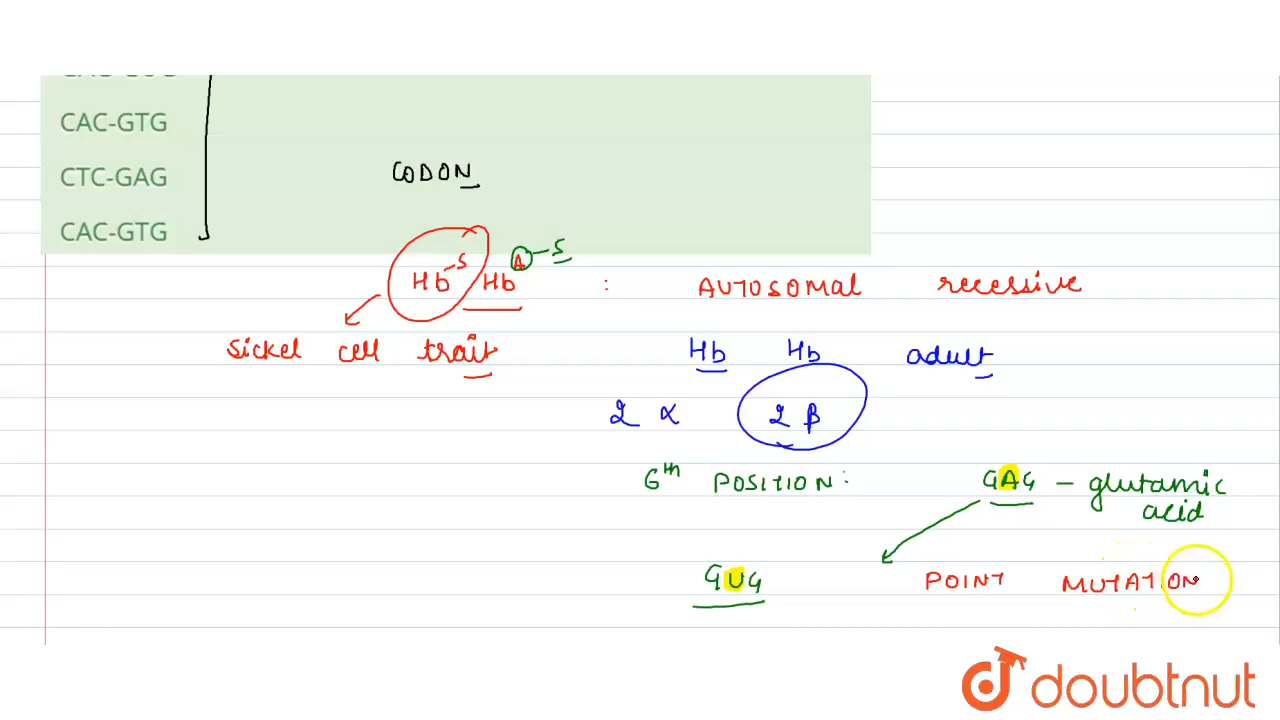 CAC-GTG
CODON
CTC-GAG
CAC-GTG
Hb S Hb A S : AUTOSOMAL recessive
Sickel cell trait Hb Hb adult
2 α 2 β
6th POSITION: GAG - glutamic acid
GUG POINT MUTATION
doubtnut